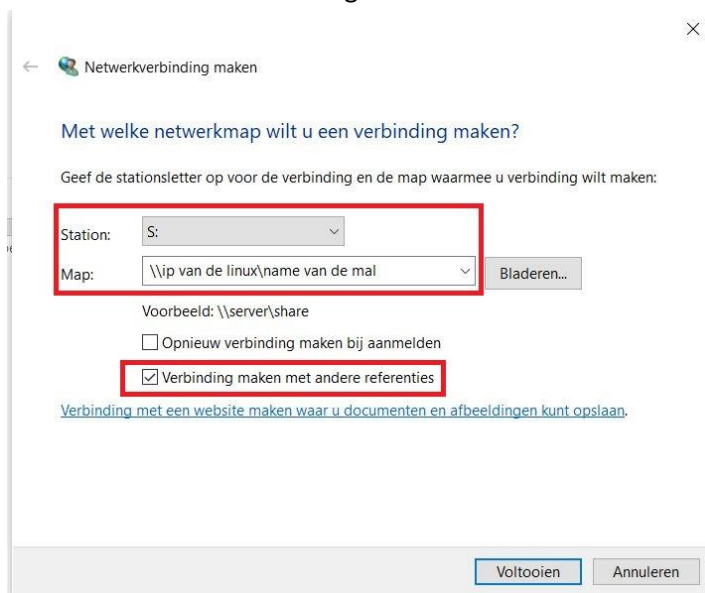 Netwerkverbinding maken
Met welke netwerkmap wilt u een verbinding maken?
Geef de stationsletter op voor de verbinding en de map waarmee u verbinding wilt maken:
Station: S:
Map: \\ip van de linux\name van de mal Bladeren...
Voorbeeld: \\server\share
Opnieuw verbinding maken bij aanmelden
Verbinding maken met andere referenties
Verbinding met een website maken waar u documenten en afbeeldingen kunt opslaan.
Voltooien Annuleren